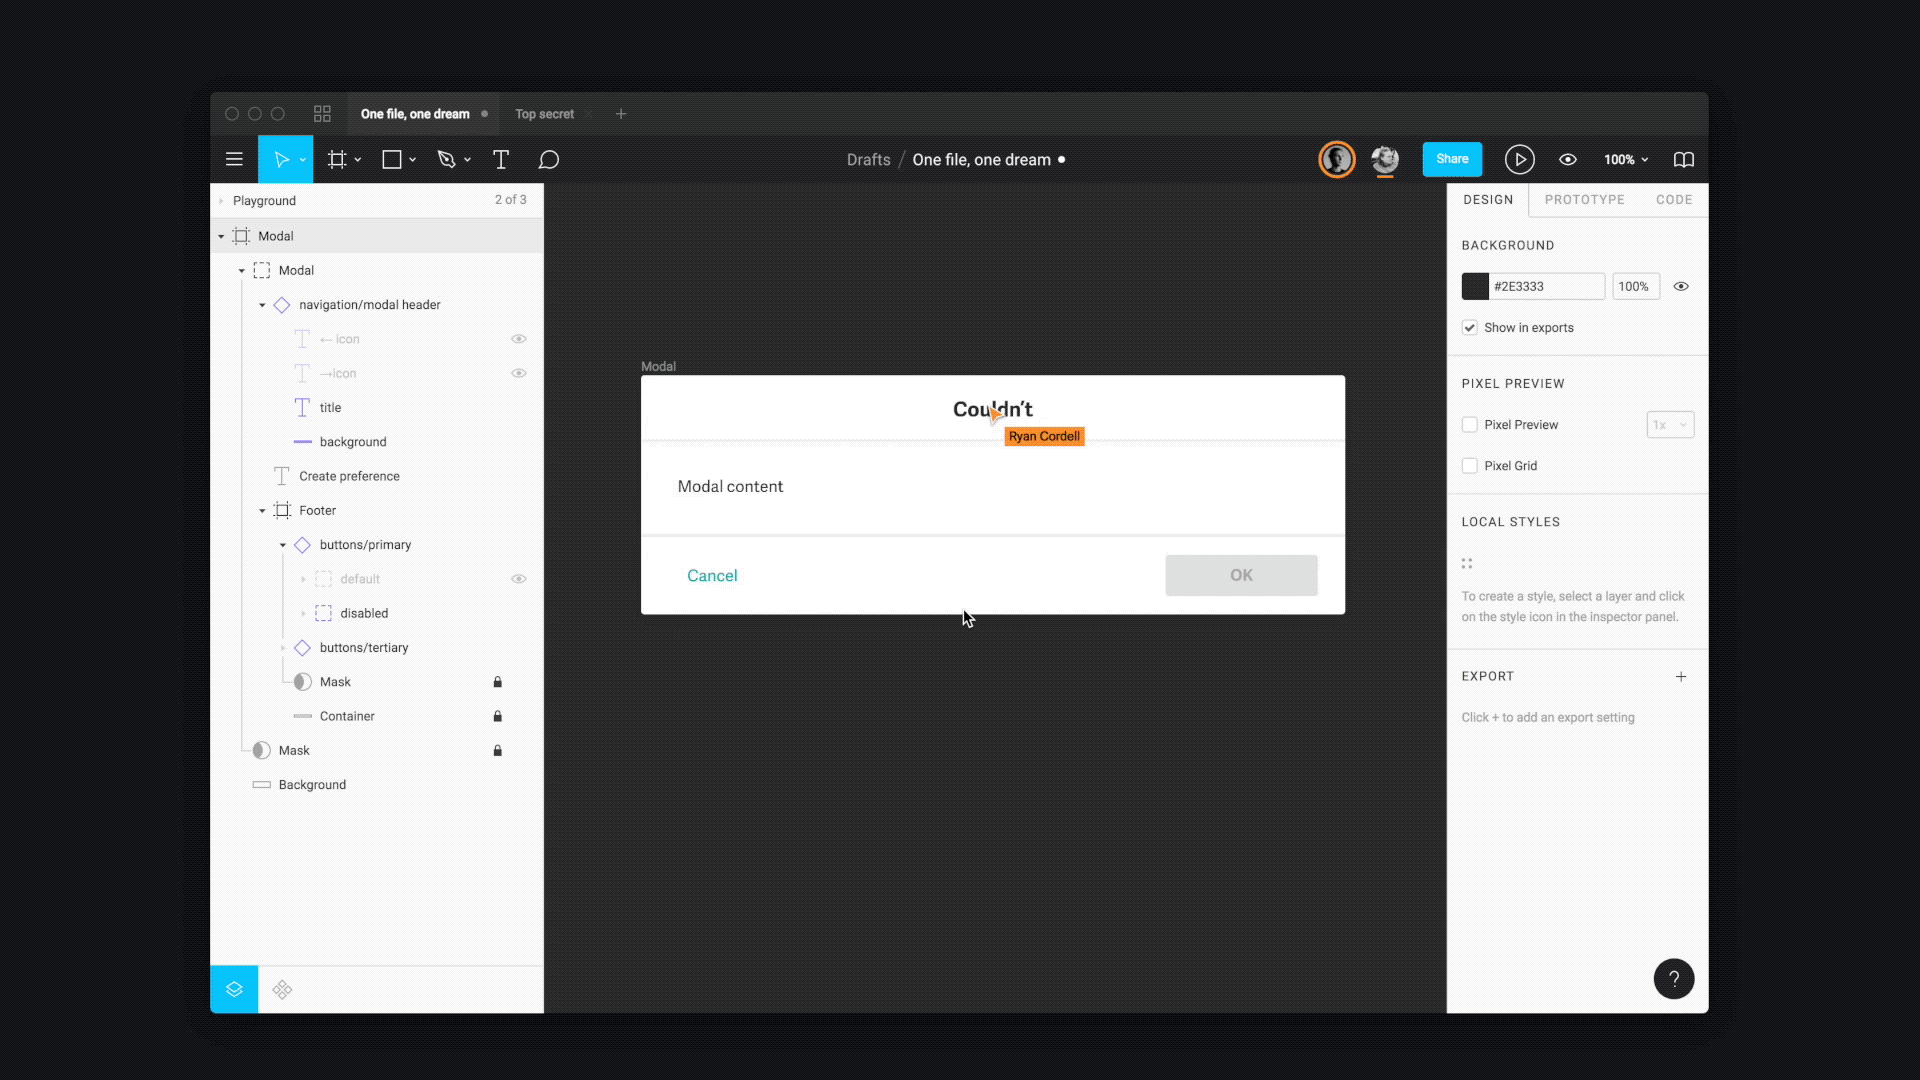 One file, one dream
Top secret
Drafts / One file, one dream
Share
100%
Playground
2 of 3
Modal
Modal
navigation/modal header
← icon
→icon
title
background
Create preference
Footer
buttons/primary
default
disabled
buttons/tertiary
Mask
Container
Mask
Background
Modal
Couldn't
Ryan Cordell
Modal content
Cancel
OK
DESIGN
PROTOTYPE
CODE
BACKGROUND
#2E3333
100%
Show in exports
PIXEL PREVIEW
Pixel Preview
1x
Pixel Grid
LOCAL STYLES
To create a style, select a layer and click
on the style icon in the inspector panel.
EXPORT
Click + to add an export setting
?